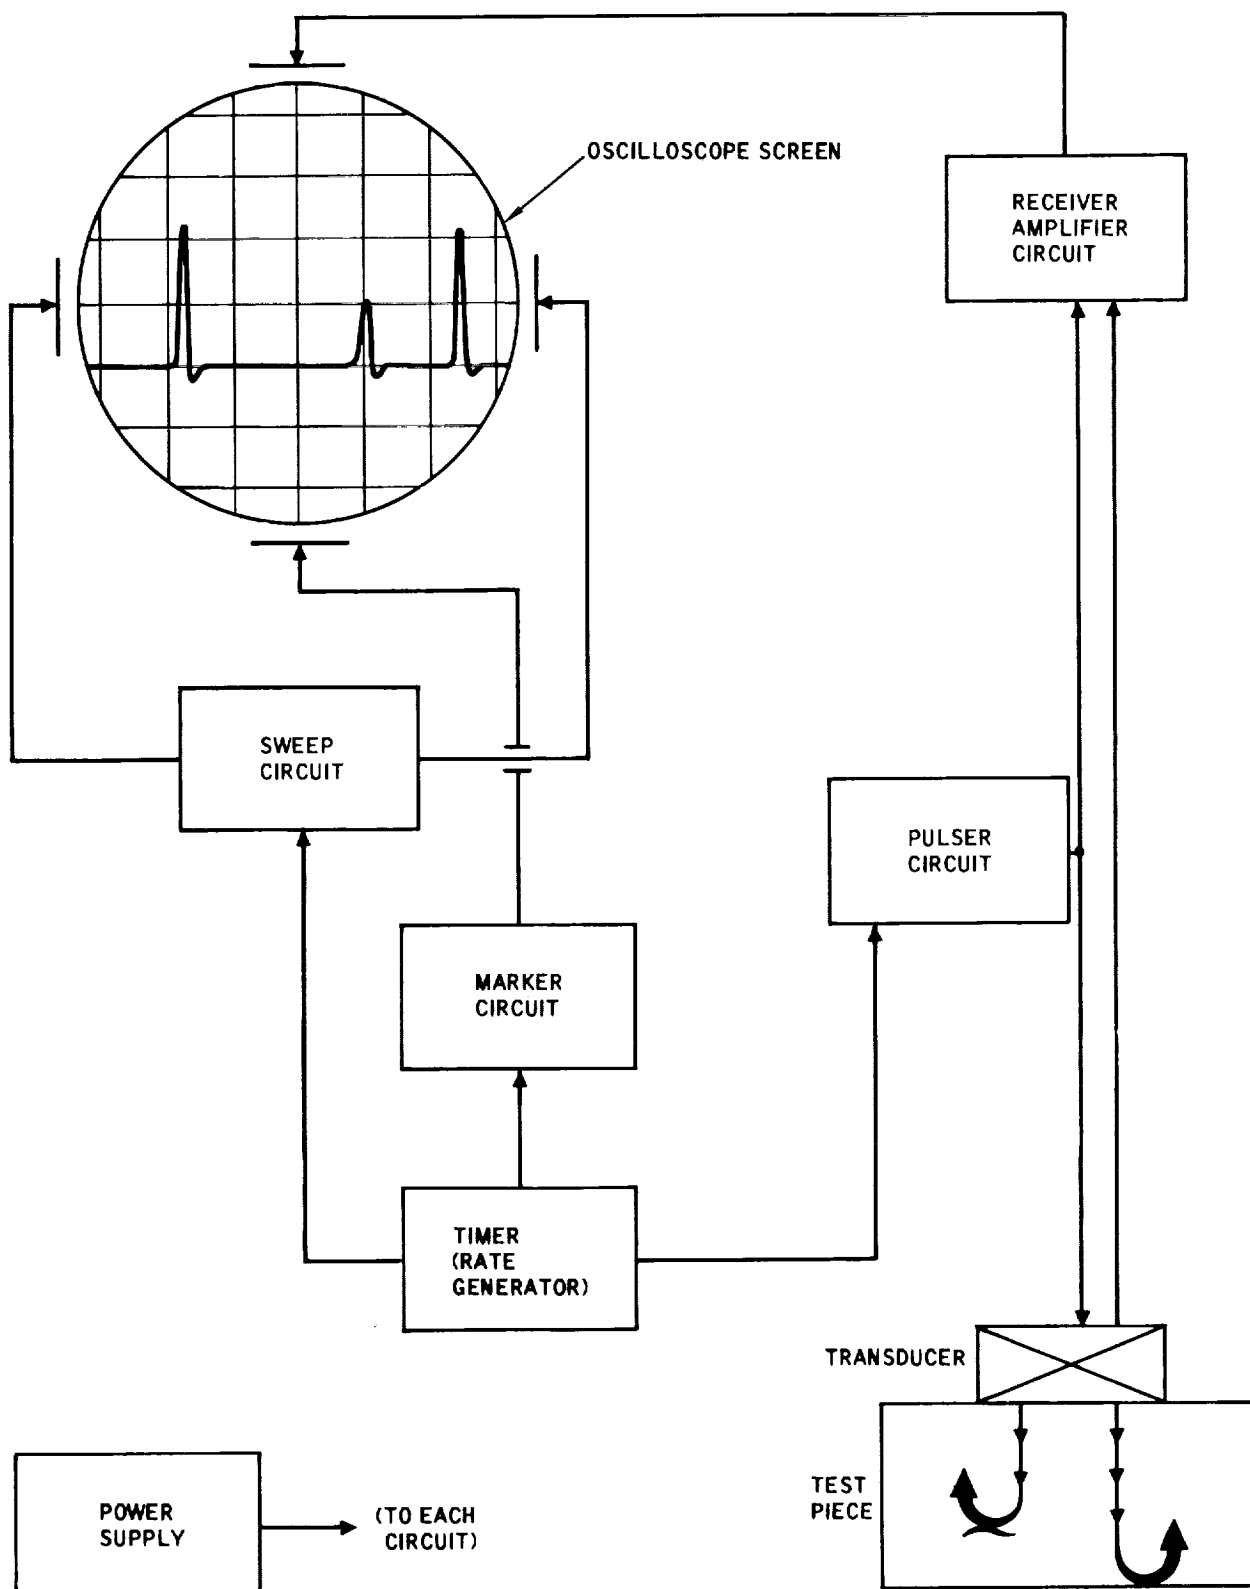 OSCILLOSCOPE SCREEN
RECEIVER
AMPLIFIER
CIRCUIT
SWEEP
CIRCUIT
PULSER
CIRCUIT
MARKER
CIRCUIT
TIMER
(RATE
GENERATOR)
TRANSDUCER
TEST
PIECE
POWER
SUPPLY
(TO EACH
CIRCUIT)